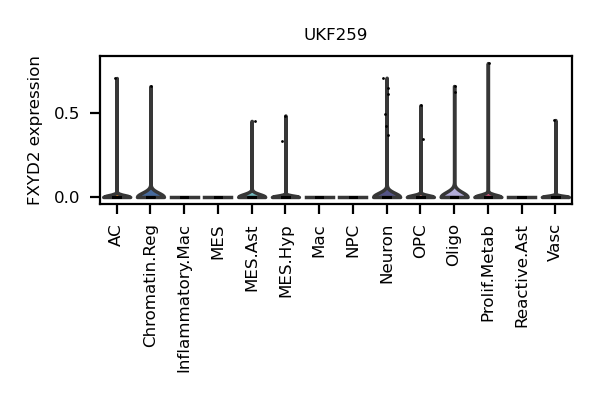 UKF259
FXYD2 expression
0.5
0.0
AC
Chromatin.Reg
Inflammatory.Mac
MES
MES.Ast
MES.Hyp
Mac
NPC
Neuron
OPC
Oligo
Prolif.Metab
Reactive.Ast
Vasc